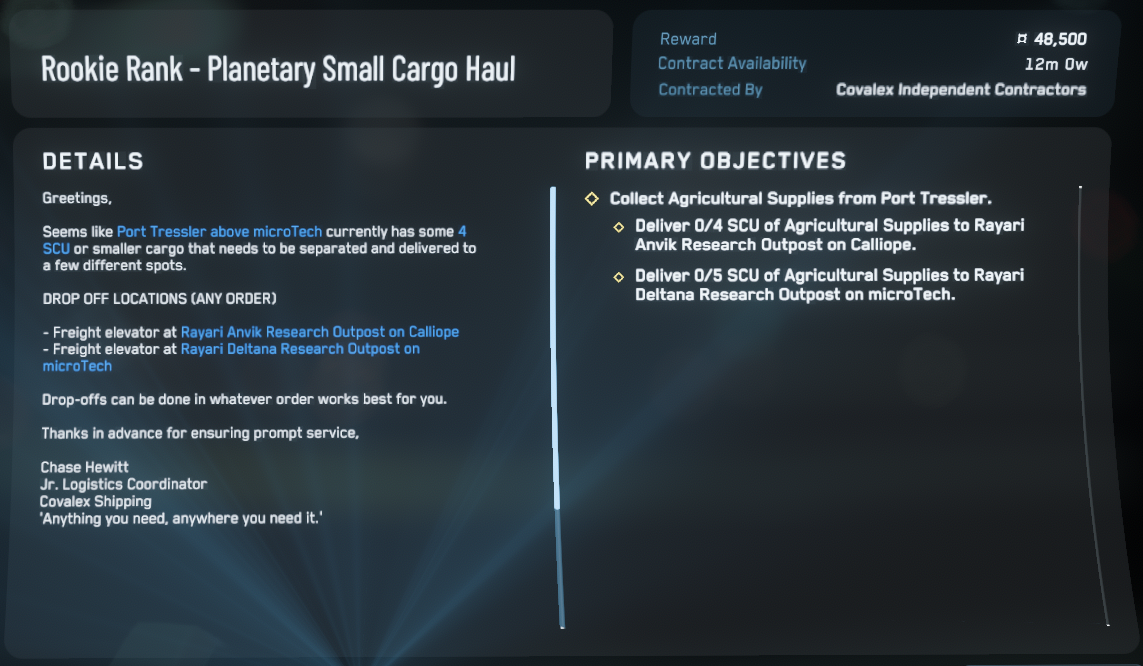 Rookie Rank - Planetary Small Cargo Haul
Reward ¤ 48,500
Contract Availability 12m 0w
Contracted By Covalex Independent Contractors
DETAILS
Greetings,
Seems like Port Tressler above microTech currently has some 4
SCU or smaller cargo that needs to be separated and delivered to
a few different spots.
DROP OFF LOCATIONS (ANY ORDER)
- Freight elevator at Rayari Anvik Research Outpost on Calliope
- Freight elevator at Rayari Deltana Research Outpost on
microTech
Drop-offs can be done in whatever order works best for you.
Thanks in advance for ensuring prompt service,
Chase Hewitt
Jr. Logistics Coordinator
Covalex Shipping
'Anything you need, anywhere you need it.'
PRIMARY OBJECTIVES
Collect Agricultural Supplies from Port Tressler.
Deliver 0/4 SCU of Agricultural Supplies to Rayari
Anvik Research Outpost on Calliope.
Deliver 0/5 SCU of Agricultural Supplies to Rayari
Deltana Research Outpost on microTech.